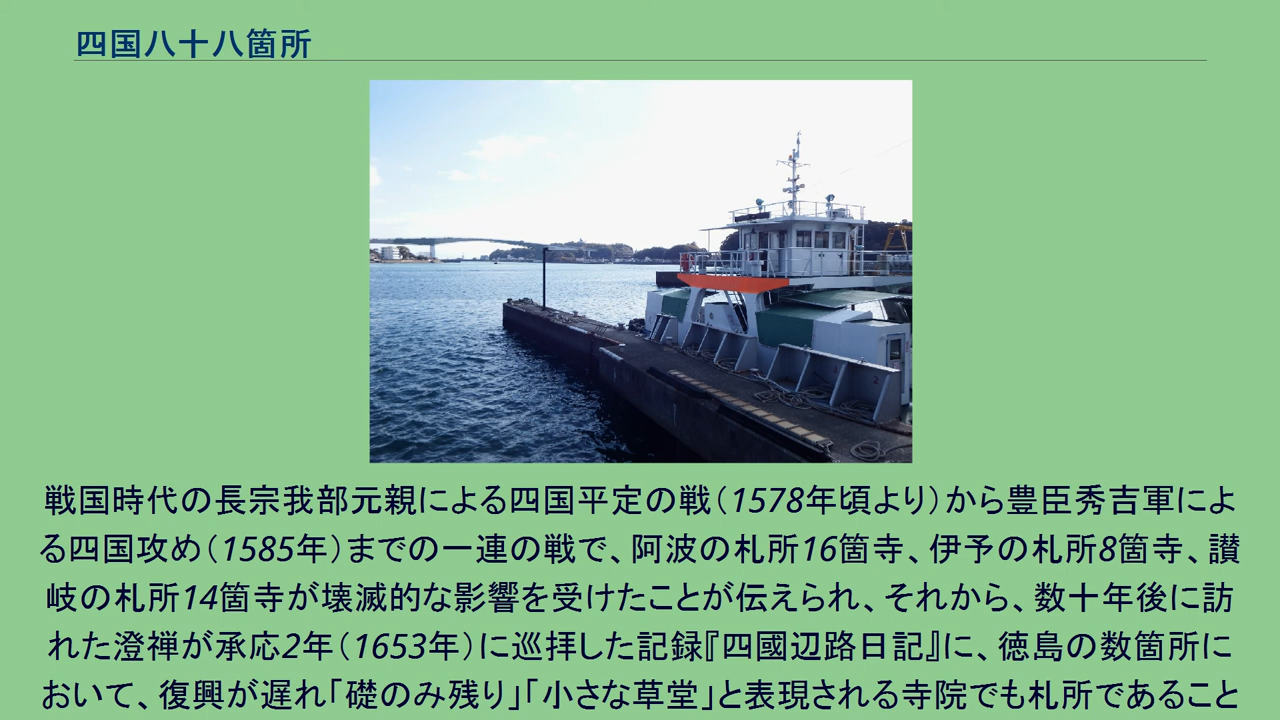 四国八十八箇所
戦国時代の長宗我部元親による四国平定の戦（1578年頃より）から豊臣秀吉軍によ
る四国攻め（1585年）までの一連の戦で、阿波の札所16箇寺、伊予の札所8箇寺、讃
岐の札所14箇寺が壊滅的な影響を受けたことが伝えられ、それから、数十年後に訪
れた澄禅が承応2年（1653年）に巡拝した記録『四國辺路日記』に、徳島の数箇所に
おいて、復興が遅れ「礎のみ残り」「小さな草堂」と表現される寺院でも札所であること